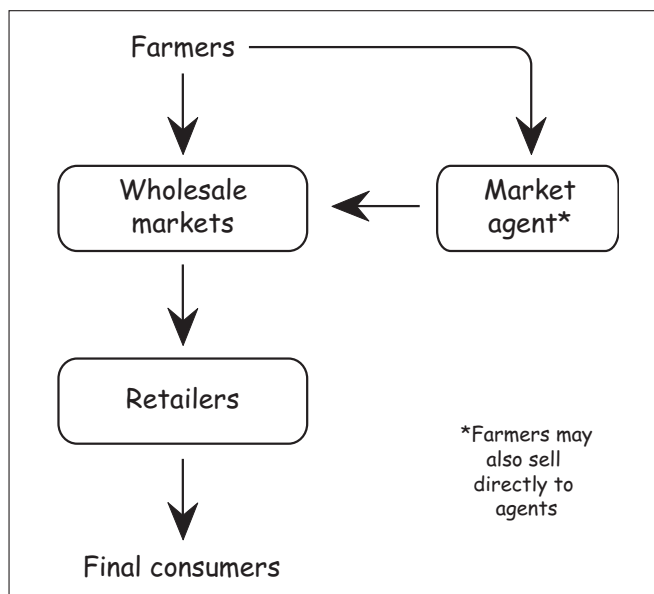 Farmers
Wholesale
markets
Market
agent*
Retailers
*Farmers may
also sell
directly to
agents
Final consumers